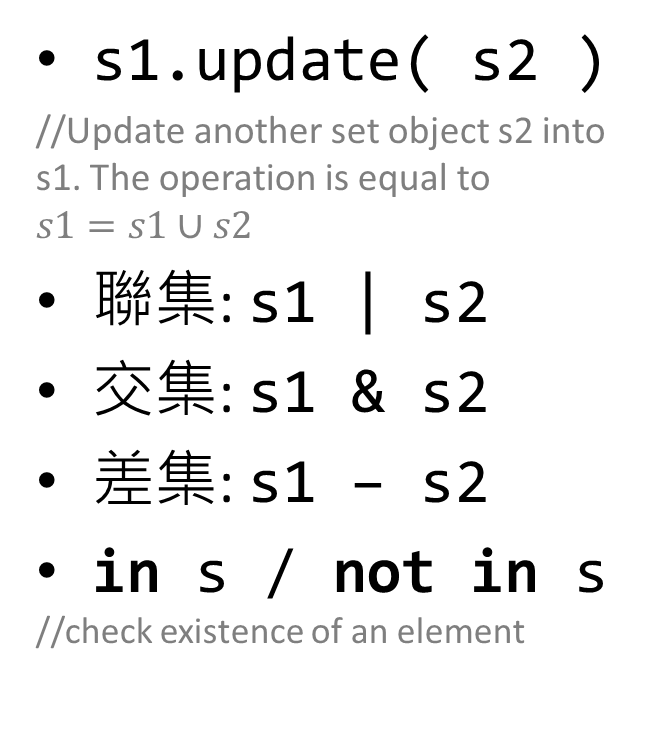 • s1.update( s2 )
//Update another set object s2 into
s1. The operation is equal to
s1 = s1 ∪ s2
• 聯集: s1 | s2
• 交集: s1 & s2
• 差集: s1 – s2
• in s / not in s
//check existence of an element